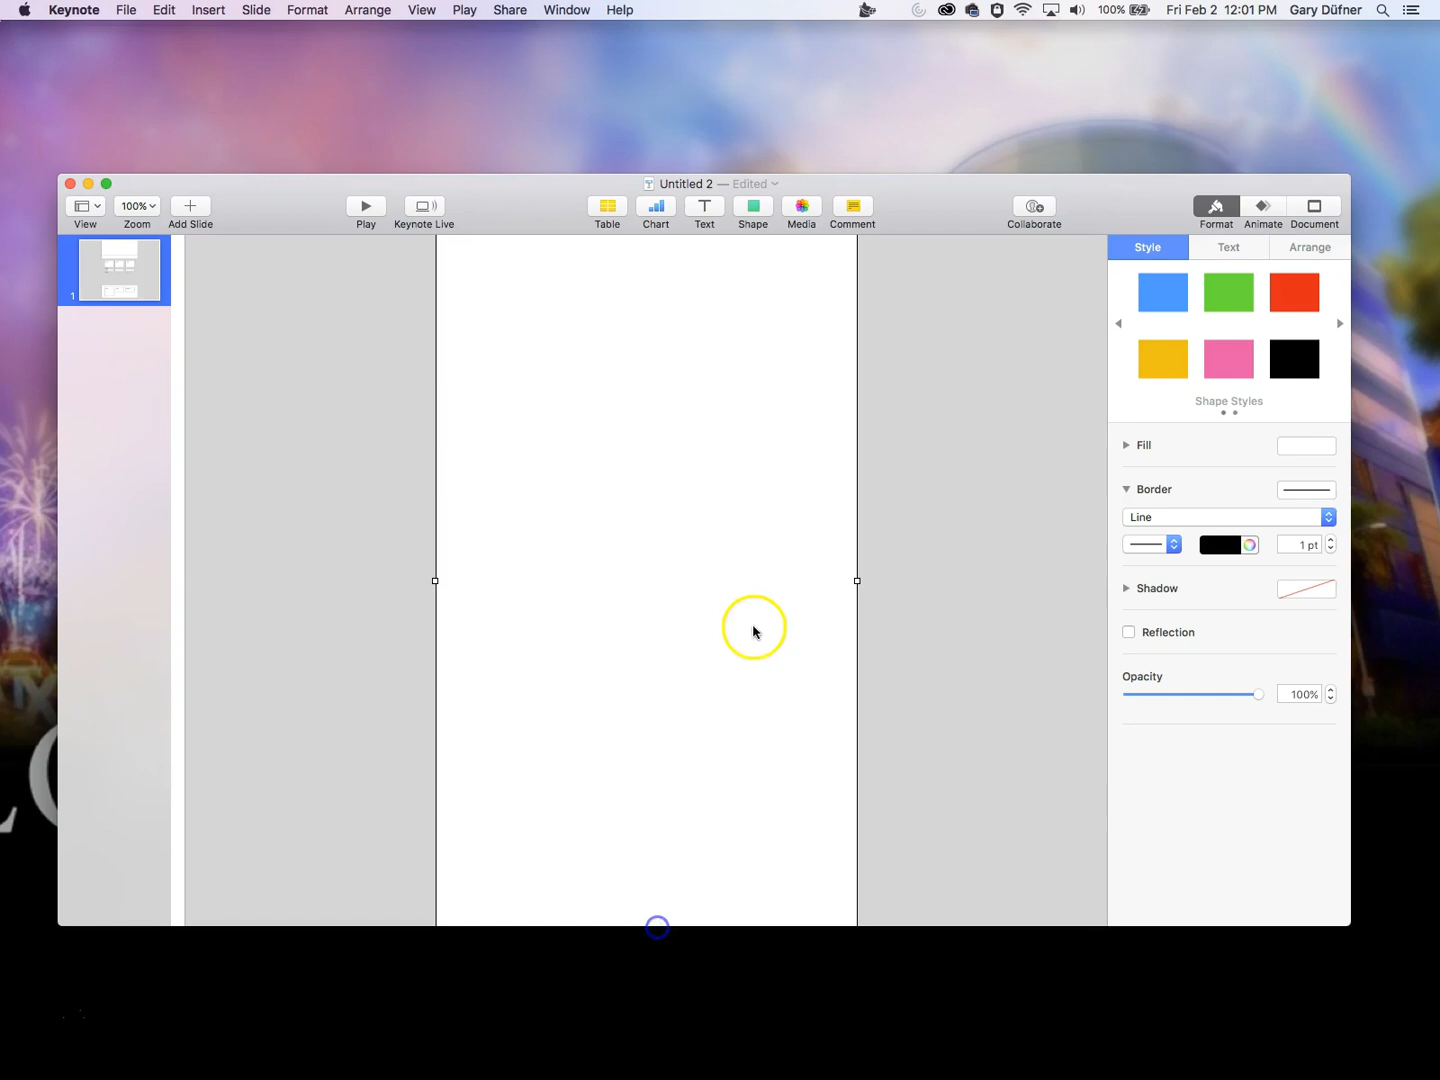 Keynote File Edit Insert Slide Format Arrange View Play Share Window Help 100% Fri Feb 2 12:01 PM Gary Düfner
Untitled 2 — Edited
100%
View Zoom Add Slide Play Keynote Live Table Chart Text Shape Media Comment Collaborate Format Animate Document
Style Text Arrange
1
Shape Styles
Fill
Border
Line
1 pt
Shadow
Reflection
Opacity
100%